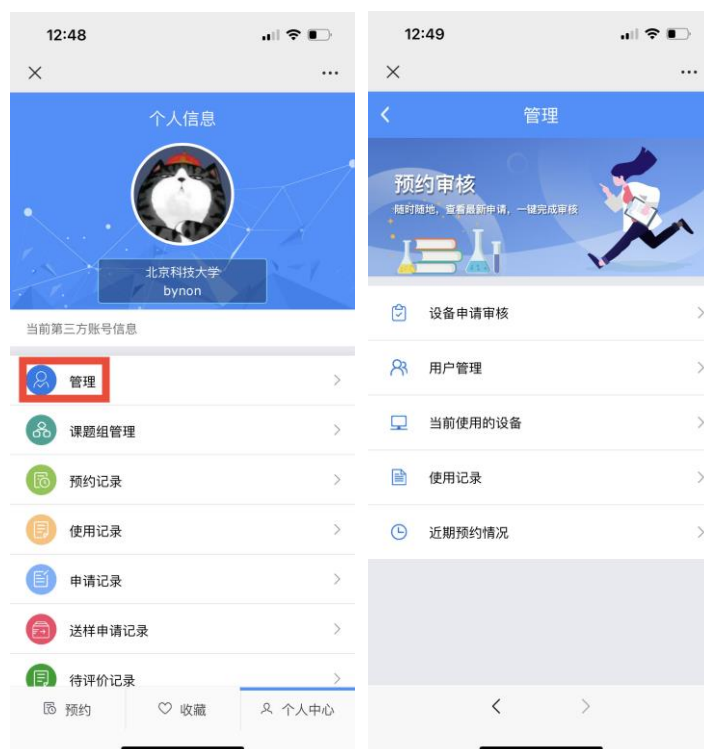 12:48
个人信息
北京科技大学
bynon
当前第三方账号信息
管理
课题组管理
预约记录
使用记录
申请记录
送样申请记录
待评价记录
预约
收藏
个人中心
12:49
管理
预约审核
随时随地，查看最新申请，一键完成审核
设备申请审核
用户管理
当前使用的设备
使用记录
近期预约情况